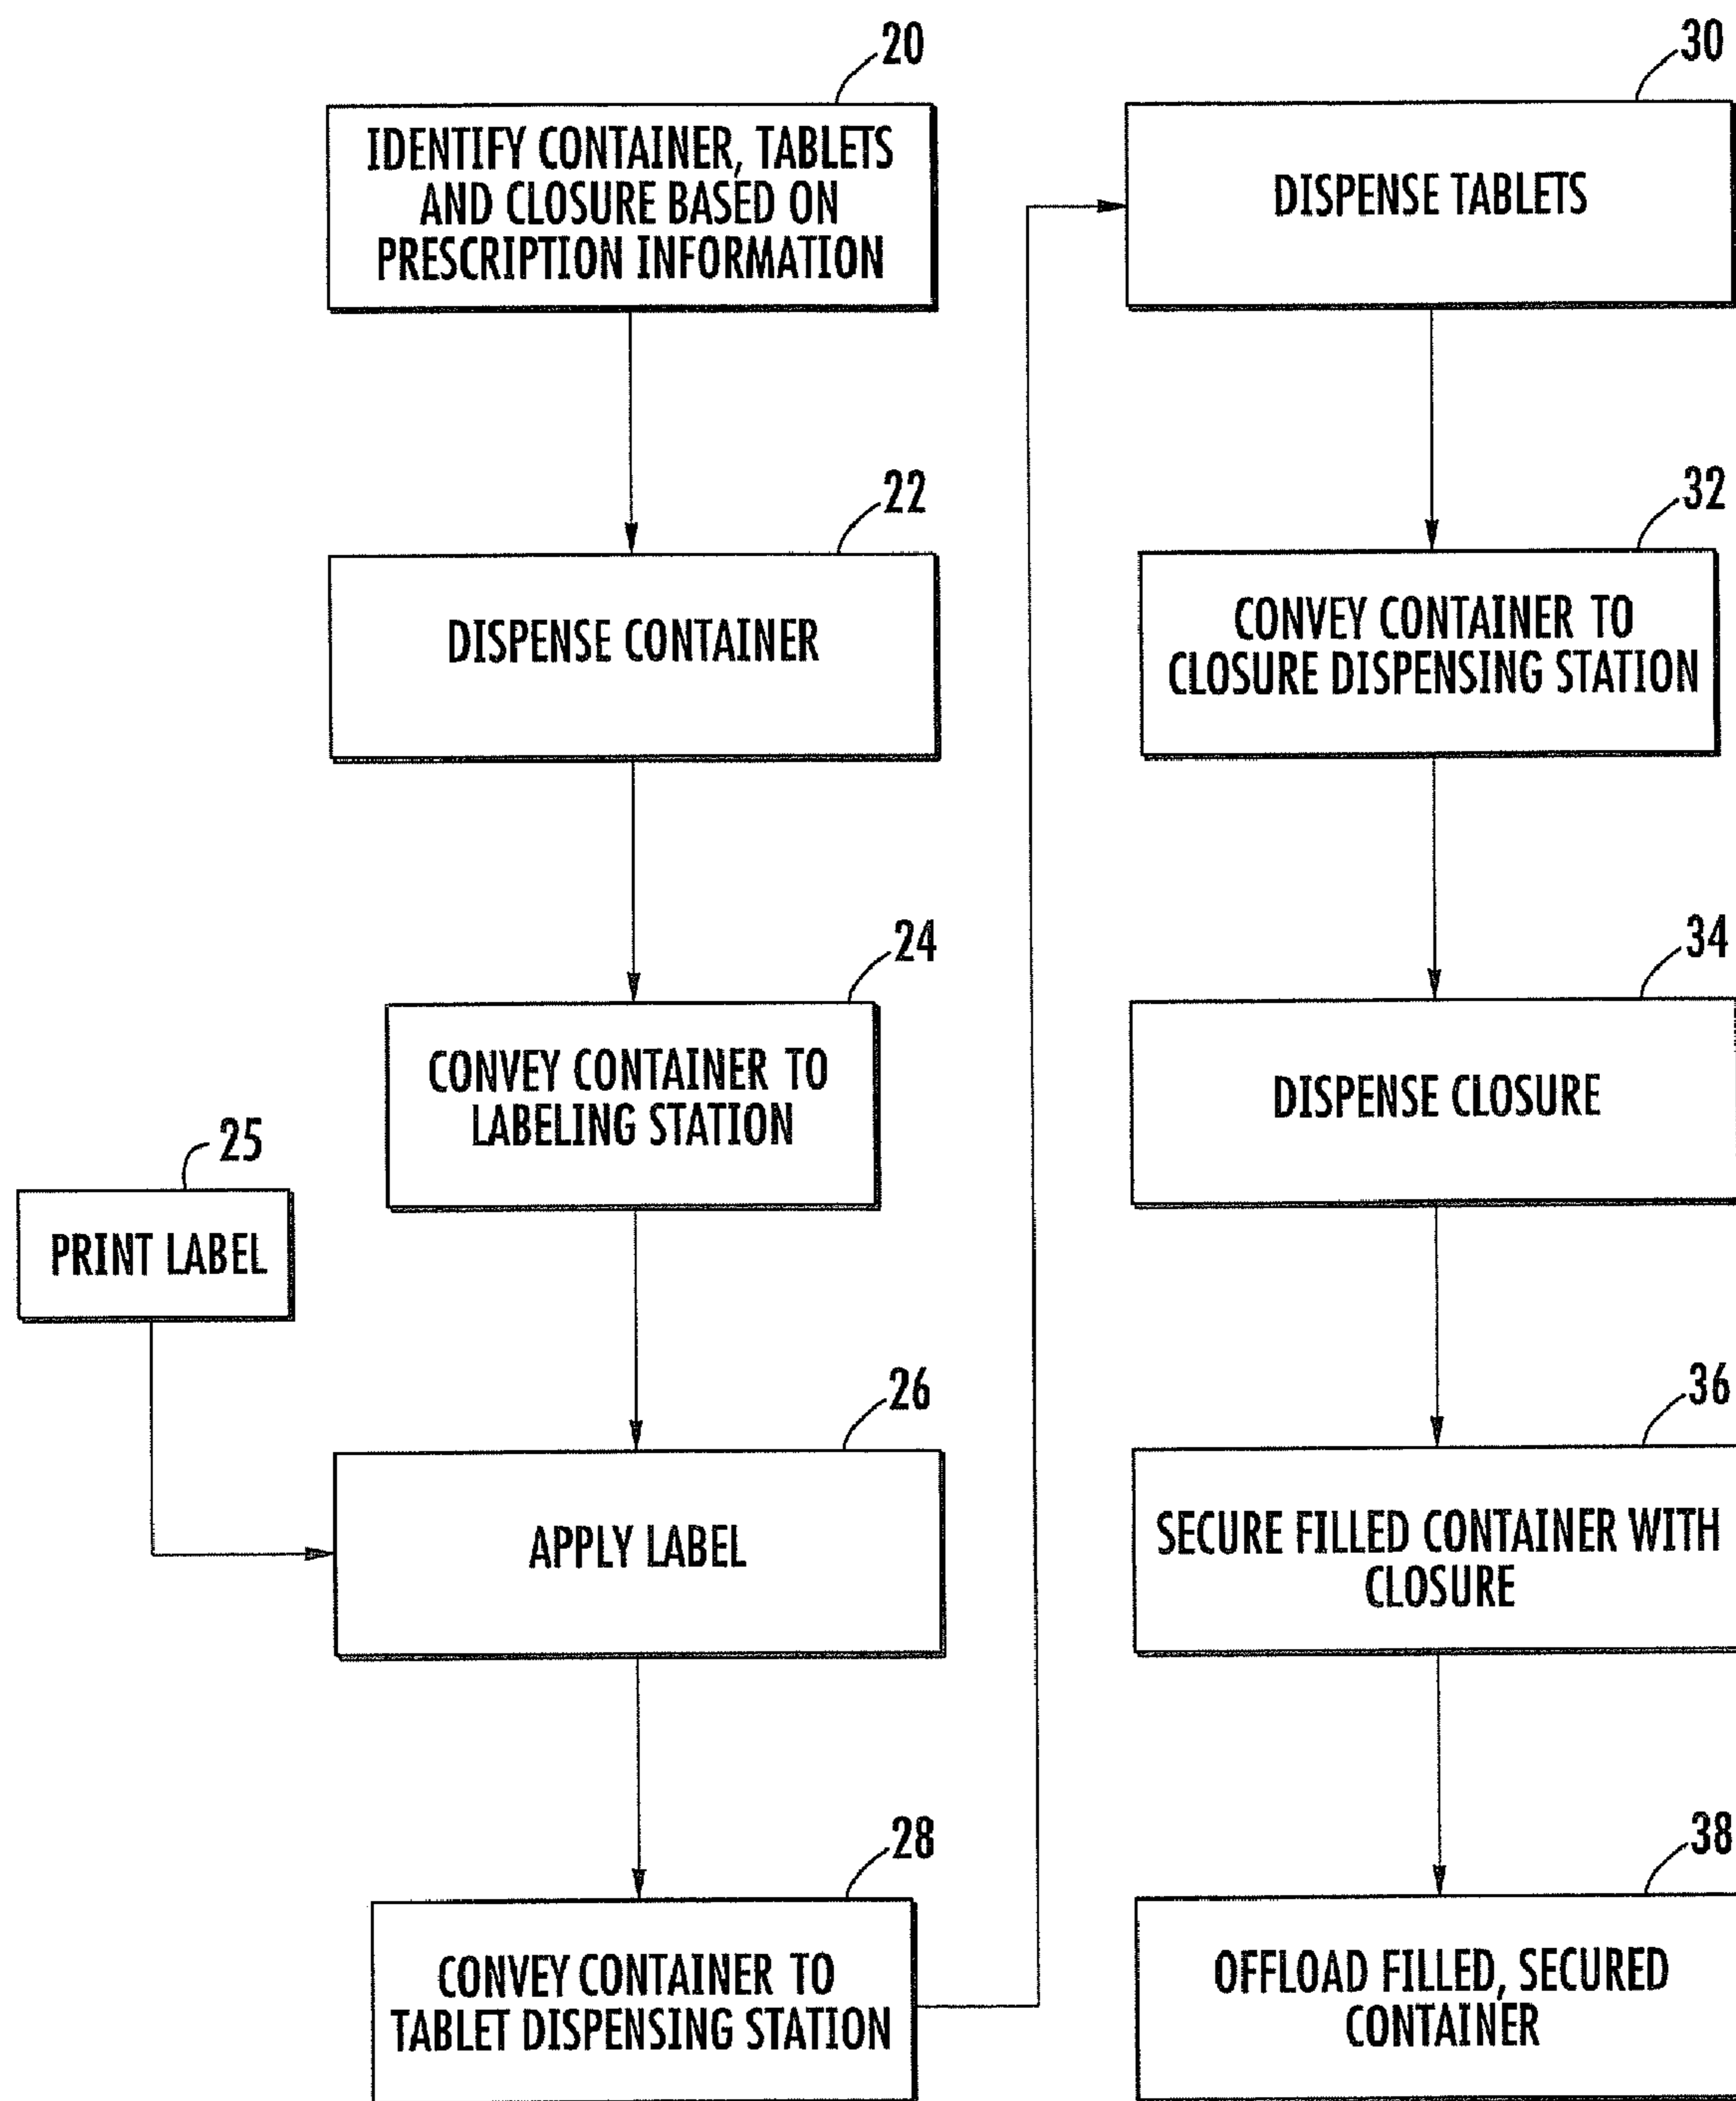 20
IDENTIFY CONTAINER, TABLETS
AND CLOSURE BASED ON
PRESCRIPTION INFORMATION
22
DISPENSE CONTAINER
24
CONVEY CONTAINER TO
LABELING STATION
25
PRINT LABEL
26
APPLY LABEL
28
CONVEY CONTAINER TO
TABLET DISPENSING STATION
30
DISPENSE TABLETS
32
CONVEY CONTAINER TO
CLOSURE DISPENSING STATION
34
DISPENSE CLOSURE
36
SECURE FILLED CONTAINER WITH
CLOSURE
38
OFFLOAD FILLED, SECURED
CONTAINER